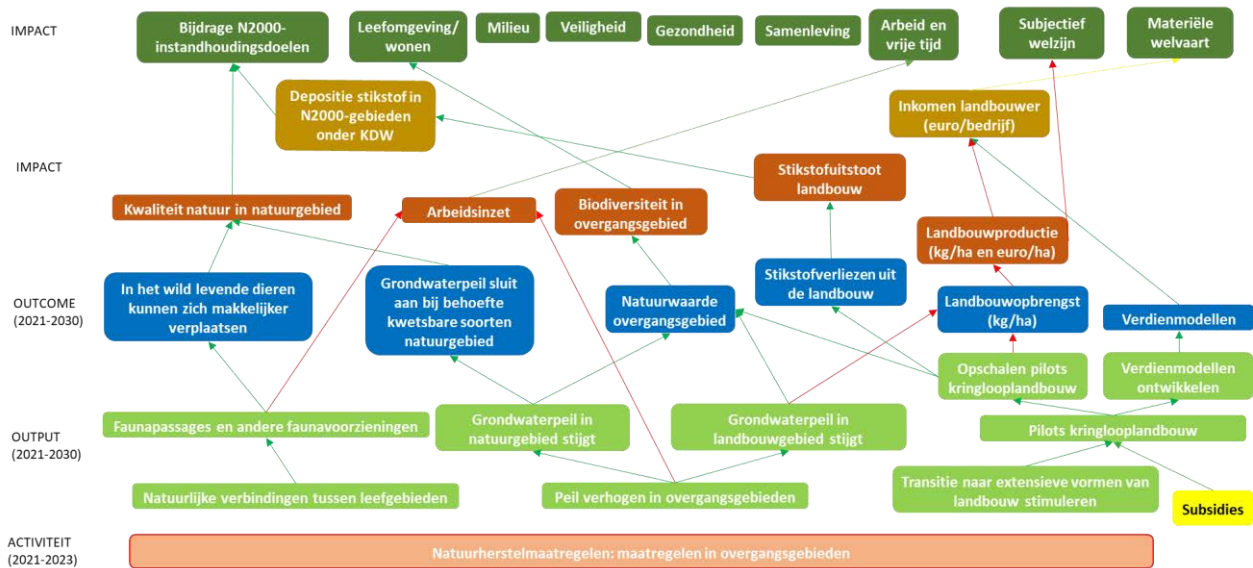 IMPACT
Bijdrage N2000-
instandhoudingsdoelen
Leefomgeving/
wonen
Milieu
Veiligheid
Gezondheid
Samenleving
Arbeid en
vrije tijd
Subjectief
welzijn
Materiële
welvaart
Depositie stikstof in
N2000-gebieden
onder KDW
Inkomen landbouwer
(euro/bedrijf)
IMPACT
Kwaliteit natuur in natuurgebied
Arbeidsinzet
Biodiversiteit in
overgangsgebied
Stikstofuitstoot
landbouw
Landbouwproductie
(kg/ha en euro/ha)
OUTCOME
(2021-2030)
In het wild levende dieren
kunnen zich makkelijker
verplaatsen
Grondwaterpeil sluit
aan bij behoefte
kwetsbare soorten
natuurgebied
Natuurwaarde
overgangsgebied
Stikstofverliezen uit
de landbouw
Landbouwopbrengst
(kg/ha)
Verdienmodellen
OUTPUT
(2021-2030)
Faunapassages en andere faunavoorzieningen
Grondwaterpeil in
natuurgebied stijgt
Grondwaterpeil in
landbouwgebied stijgt
Opschalen pilots
kringlooplandbouw
Verdienmodellen
ontwikkelen
Pilots kringlooplandbouw
Natuurlijke verbindingen tussen leefgebieden
Peil verhogen in overgangsgebieden
Transitie naar extensieve vormen van
landbouw stimuleren
Subsidies
ACTIVITEIT
(2021-2023)
Natuurherstelmaatregelen: maatregelen in overgangsgebieden